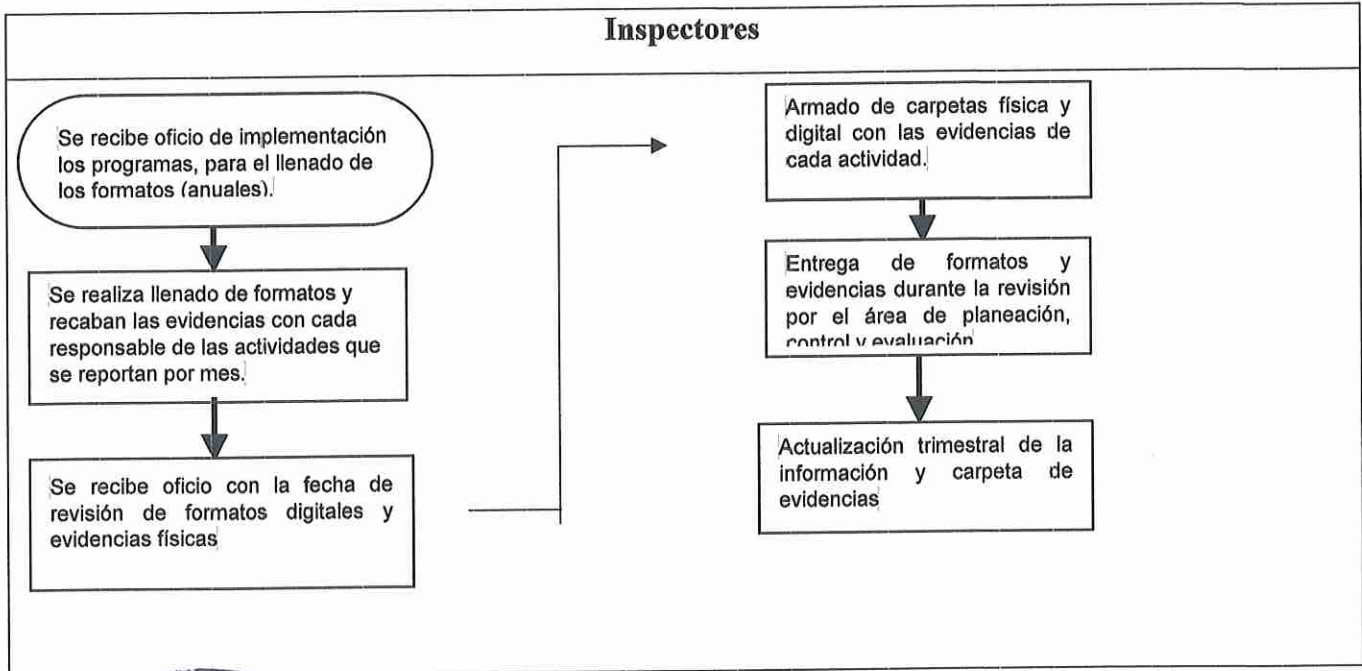 Inspectores
Se recibe oficio de implementación
los programas, para el llenado de
los formatos (anuales).
Se realiza llenado de formatos y
recaban las evidencias con cada
responsable de las actividades que
se reportan por mes.
Se recibe oficio con la fecha de
revisión de formatos digitales y
evidencias físicas
Armado de carpetas física y
digital con las evidencias de
cada actividad.
Entrega de formatos y
evidencias durante la revisión
por el área de planeación,
control y evaluación
Actualización trimestral de la
información y carpeta de
evidencias